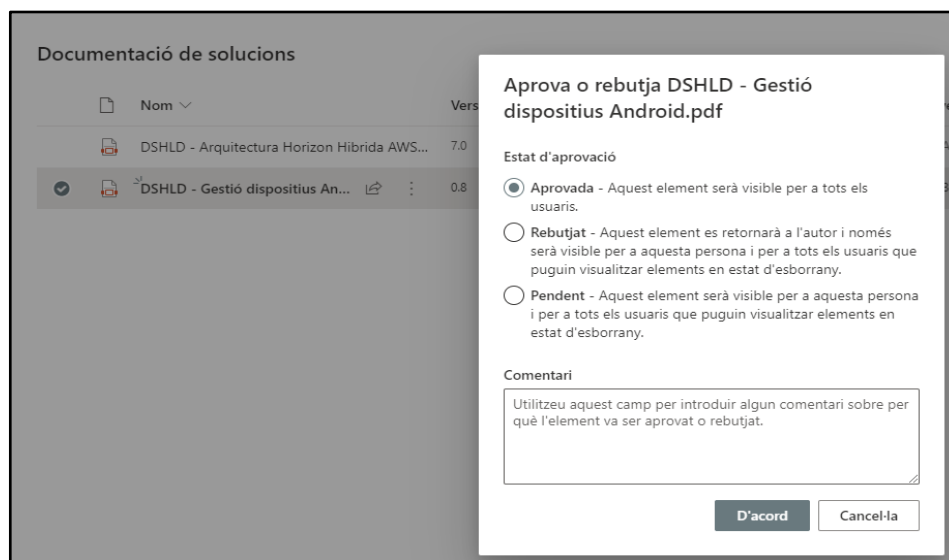 Documentació de solucions
Nom
Vers
DSHLD - Arquitectura Horizon Hibrida AWS... 7.0
DSHLD - Gestió dispositius An... 0.8
Aprova o rebutja DSHLD - Gestió
dispositius Android.pdf
Estat d'aprovació
Aprovada - Aquest element serà visible per a tots els
usuaris.
Rebutjat - Aquest element es retornarà a l'autor i només
serà visible per a aquesta persona i per a tots els usuaris que
puguin visualitzar elements en estat d'esborrany.
Pendent - Aquest element serà visible per a aquesta persona
i per a tots els usuaris que puguin visualitzar elements en
estat d'esborrany.
Comentari
Utilitzeu aquest camp per introduir algun comentari sobre per
què l'element va ser aprovat o rebutjat.
D'acord Cancel·la